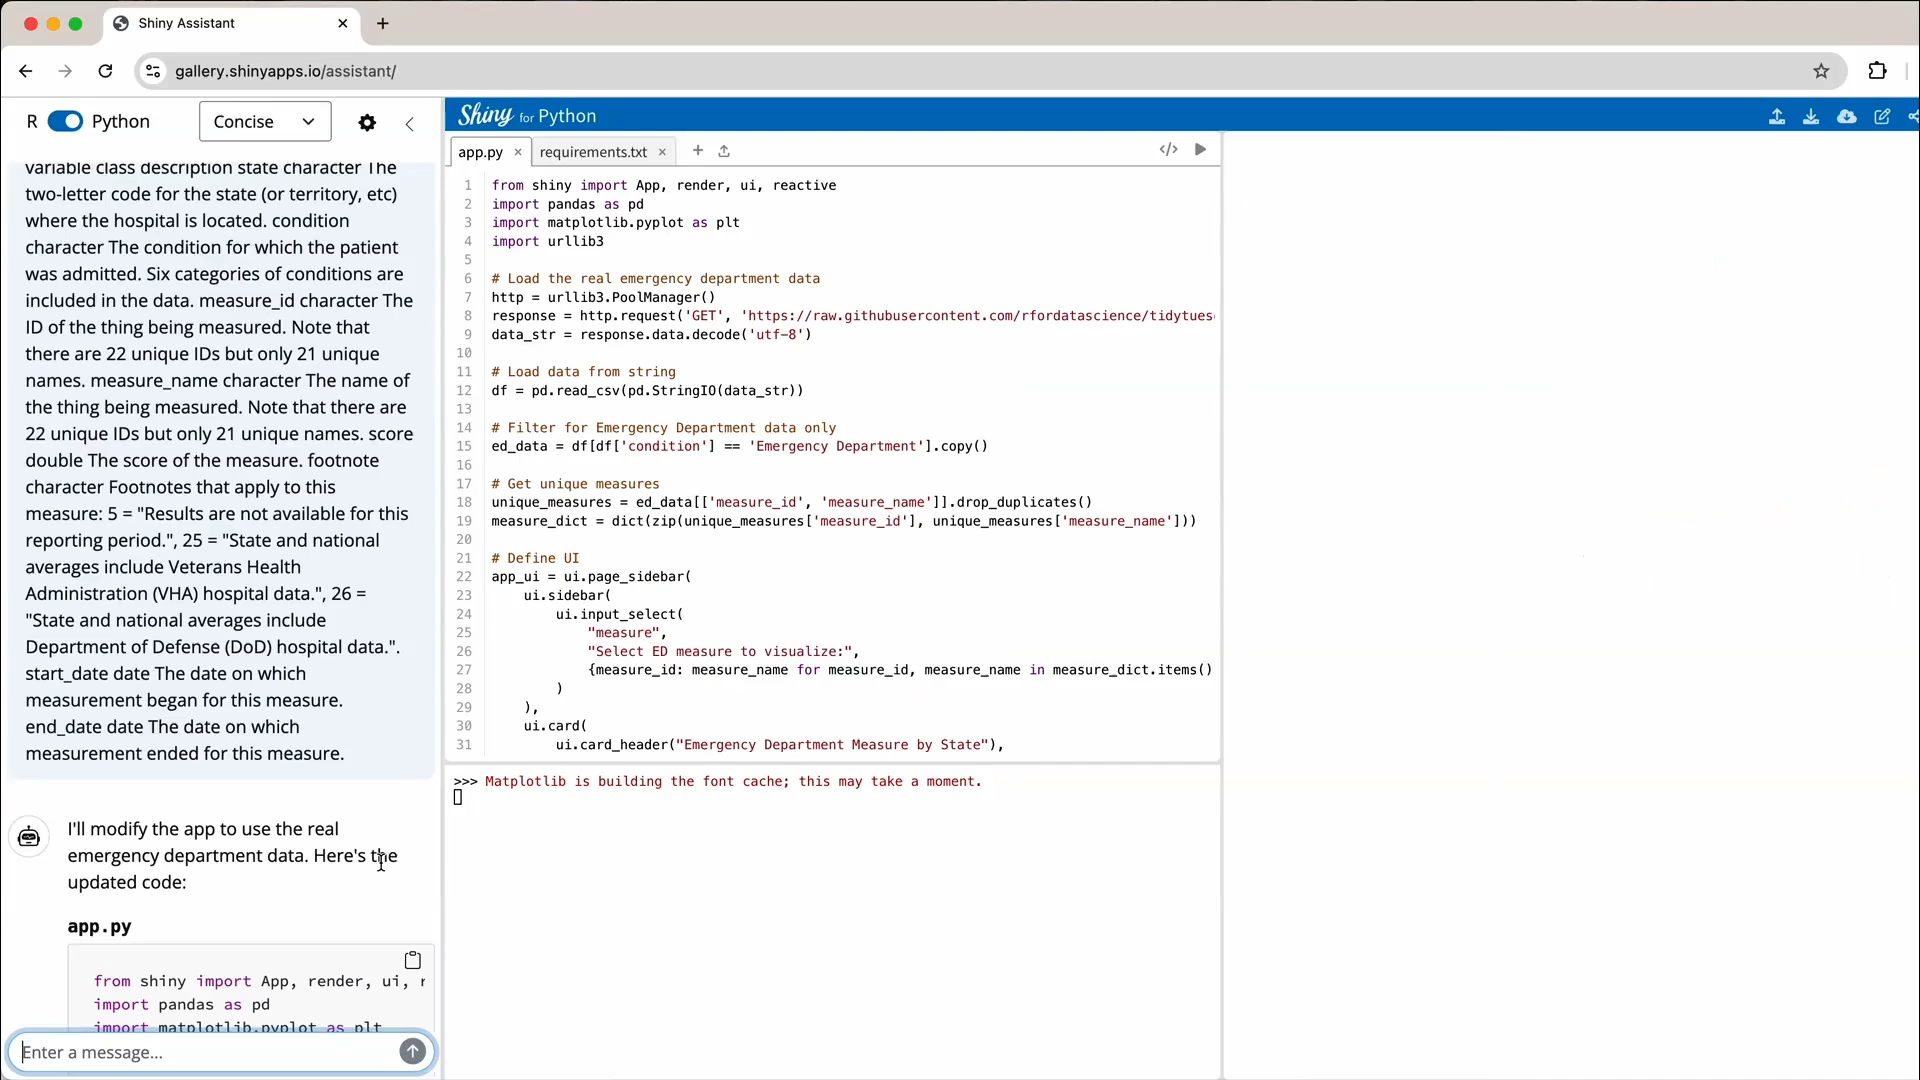 Shiny Assistant
gallery.shinyapps.io/assistant/
R Python
Concise
variable class description state character The
two-letter code for the state (or territory, etc)
where the hospital is located. condition
character The condition for which the patient
was admitted. Six categories of conditions are
included in the data. measure_id character The
ID of the thing being measured. Note that
there are 22 unique IDs but only 21 unique
names. measure_name character The name of
the thing being measured. Note that there are
22 unique IDs but only 21 unique names. score
double The score of the measure. footnote
character Footnotes that apply to this
measure: 5 = "Results are not available for this
reporting period.", 25 = "State and national
averages include Veterans Health
Administration (VHA) hospital data.", 26 =
"State and national averages include
Department of Defense (DoD) hospital data.".
start_date date The date on which
measurement began for this measure.
end_date date The date on which
measurement ended for this measure.
I'll modify the app to use the real
emergency department data. Here's the
updated code:
app.py
from shiny import App, render, ui, r
import pandas as pd
import matplotlib.pyplot as plt
Enter a message...
Shiny for Python
app.py
requirements.txt
1 from shiny import App, render, ui, reactive
2 import pandas as pd
3 import matplotlib.pyplot as plt
4 import urllib3
5
6 # Load the real emergency department data
7 http = urllib3.PoolManager()
8 response = http.request('GET', 'https://raw.githubusercontent.com/rfordatascience/tidytues
9 data_str = response.data.decode('utf-8')
10
11 # Load data from string
12 df = pd.read_csv(pd.StringIO(data_str))
13
14 # Filter for Emergency Department data only
15 ed_data = df[df['condition'] == 'Emergency Department'].copy()
16
17 # Get unique measures
18 unique_measures = ed_data[['measure_id', 'measure_name']].drop_duplicates()
19 measure_dict = dict(zip(unique_measures['measure_id'], unique_measures['measure_name']))
20
21 # Define UI
22 app_ui = ui.page_sidebar(
23 ui.sidebar(
24 ui.input_select(
25 "measure",
26 "Select ED measure to visualize:",
27 {measure_id: measure_name for measure_id, measure_name in measure_dict.items()
28 )
29 ),
30 ui.card(
31 ui.card_header("Emergency Department Measure by State"),
>>> Matplotlib is building the font cache; this may take a moment.